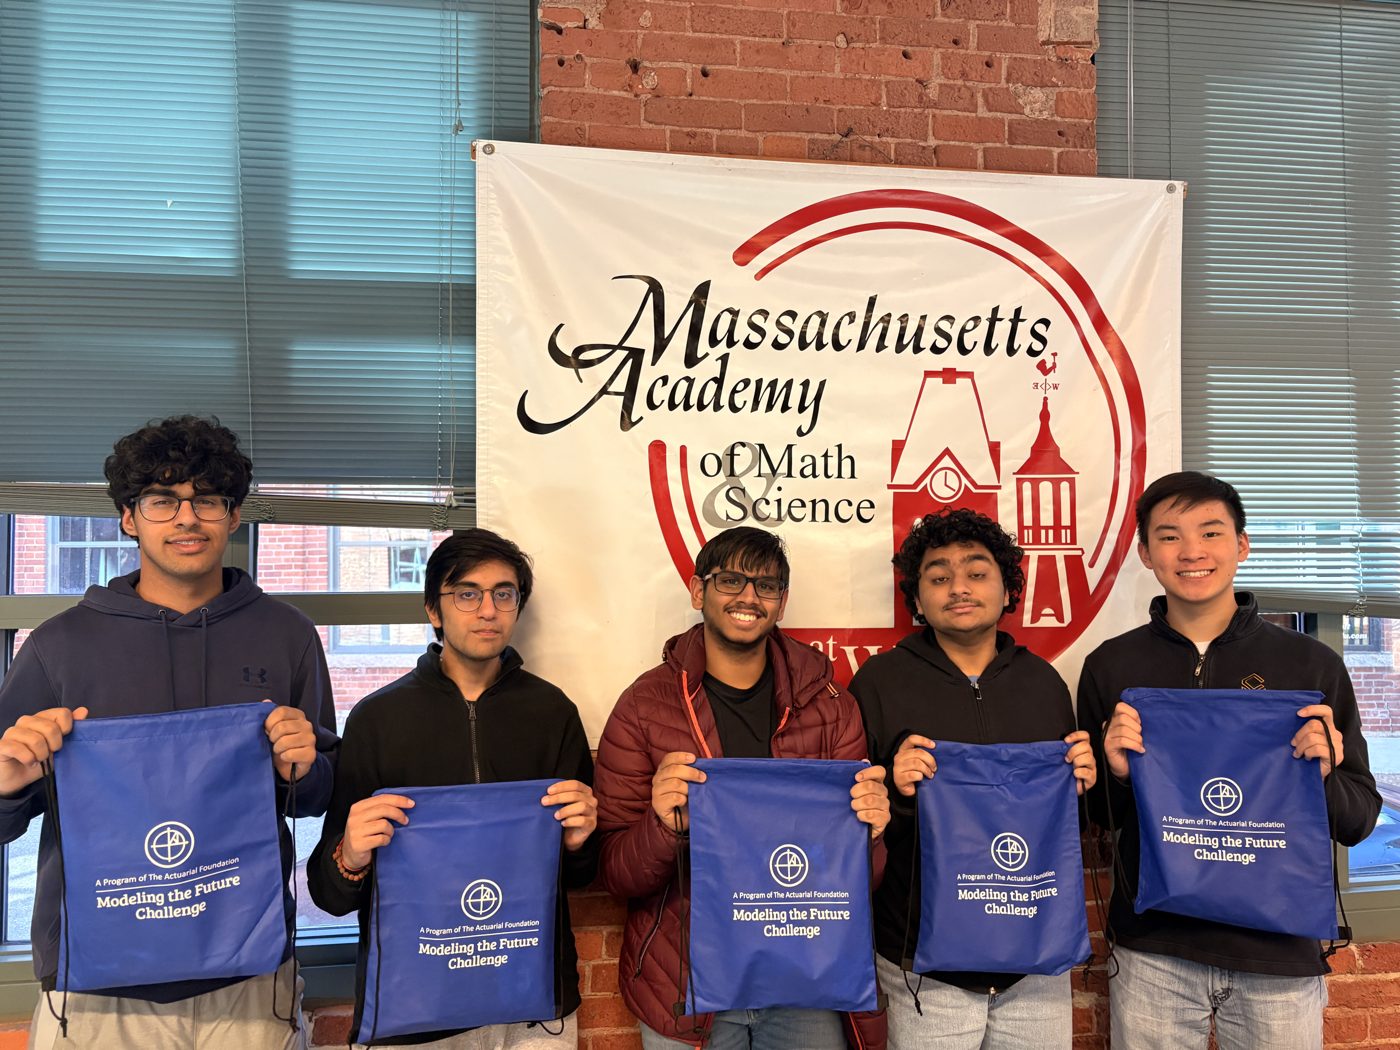 Massachusetts
Academy
of Math
&
Science
E W
at W
A Program of The Actuarial Foundation
Modeling the Future
Challenge
A Program of The Actuarial Foundation
Modeling the Future
Challenge
A Program of The Actuarial Foundation
Modeling the Future
Challenge
A Program of The Actuarial Foundation
Modeling the Future
Challenge
A Program of The Actuarial Foundation
Modeling the Future
Challenge